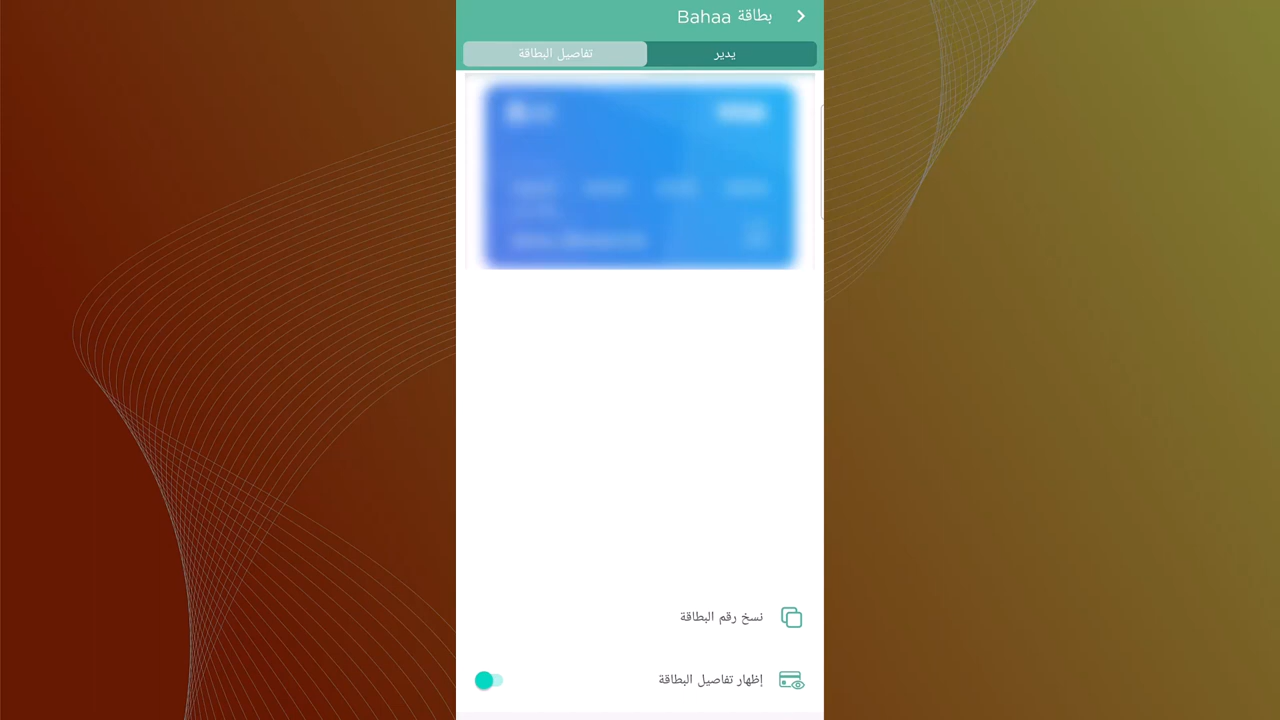 بطاقة Bahaa
يدير
تفاصيل البطاقة
نسخ رقم البطاقة
إظهار تفاصيل البطاقة